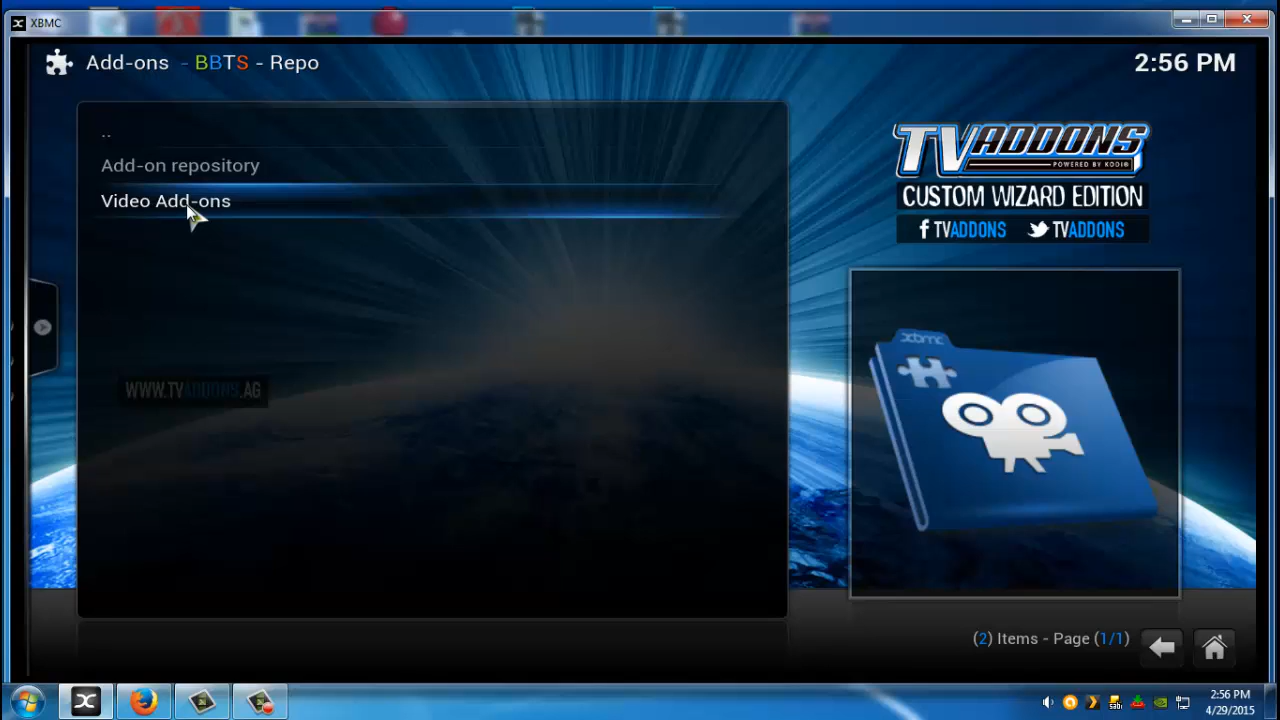 XBMC
Add-ons - BBTS - Repo
2:56 PM
..
Add-on repository
Video Add-ons
TVADDONS
POWERED BY KODI®
CUSTOM WIZARD EDITION
f TVADDONS TVADDONS
xbmc
WWW.TVADDONS.AG
(2) Items - Page (1/1)
sab
2:56 PM
4/29/2015